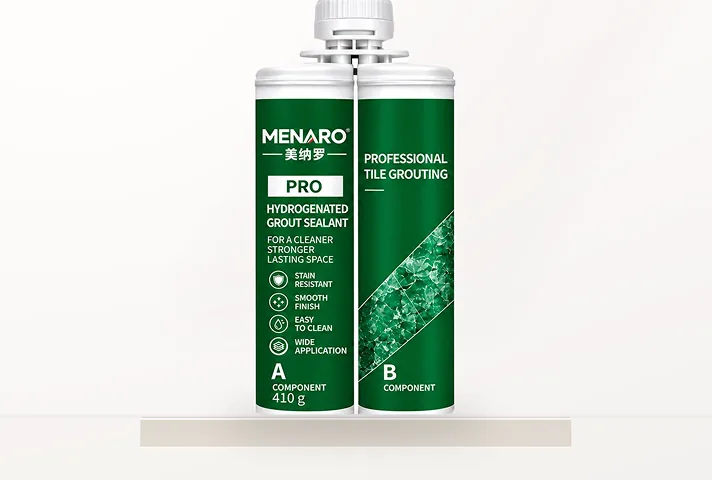 MENARO®
美纳罗
PRO
HYDROGENATED
GROUT SEALANT
FOR A CLEANER
STRONGER
LASTING SPACE
STAIN
RESISTANT
SMOOTH
FINISH
EASY
TO CLEAN
WIDE
APPLICATION
A
COMPONENT
410 g
PROFESSIONAL
TILE GROUTING
B
COMPONENT